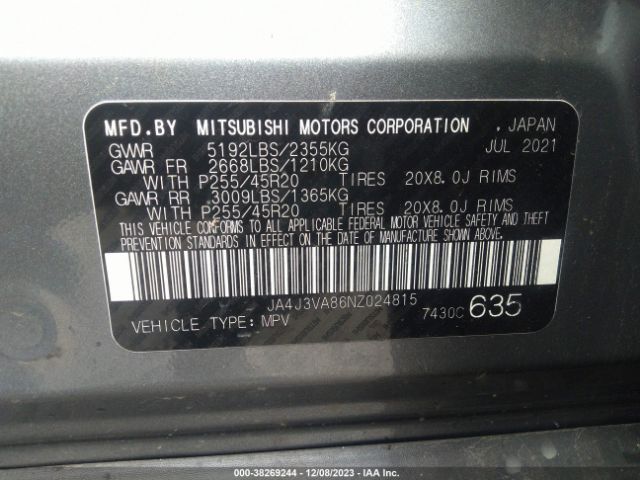 MFD.BY MITSUBISHI MOTORS CORPORATION . JAPAN
GVWR 5192LBS/2355KG JUL 2021
GAWR FR 2668LBS/1210KG
WITH P255/45R20 TIRES 20X8.0J RIMS
GAWR RR 3009LBS/1365KG
WITH P255/45R20 TIRES 20X8.0J RIMS
THIS VEHICLE CONFORMS TO ALL APPLICABLE FEDERAL MOTOR VEHICLE SAFETY AND THEFT
PREVENTION STANDARDS IN EFFECT ON THE DATE OF MANUFACTURE SHOWN ABOVE.
JA4J3VA86NZ024815
VEHICLE TYPE:MPV 7430C 635
000-38269244 - 12/08/2023 - IAA Inc.